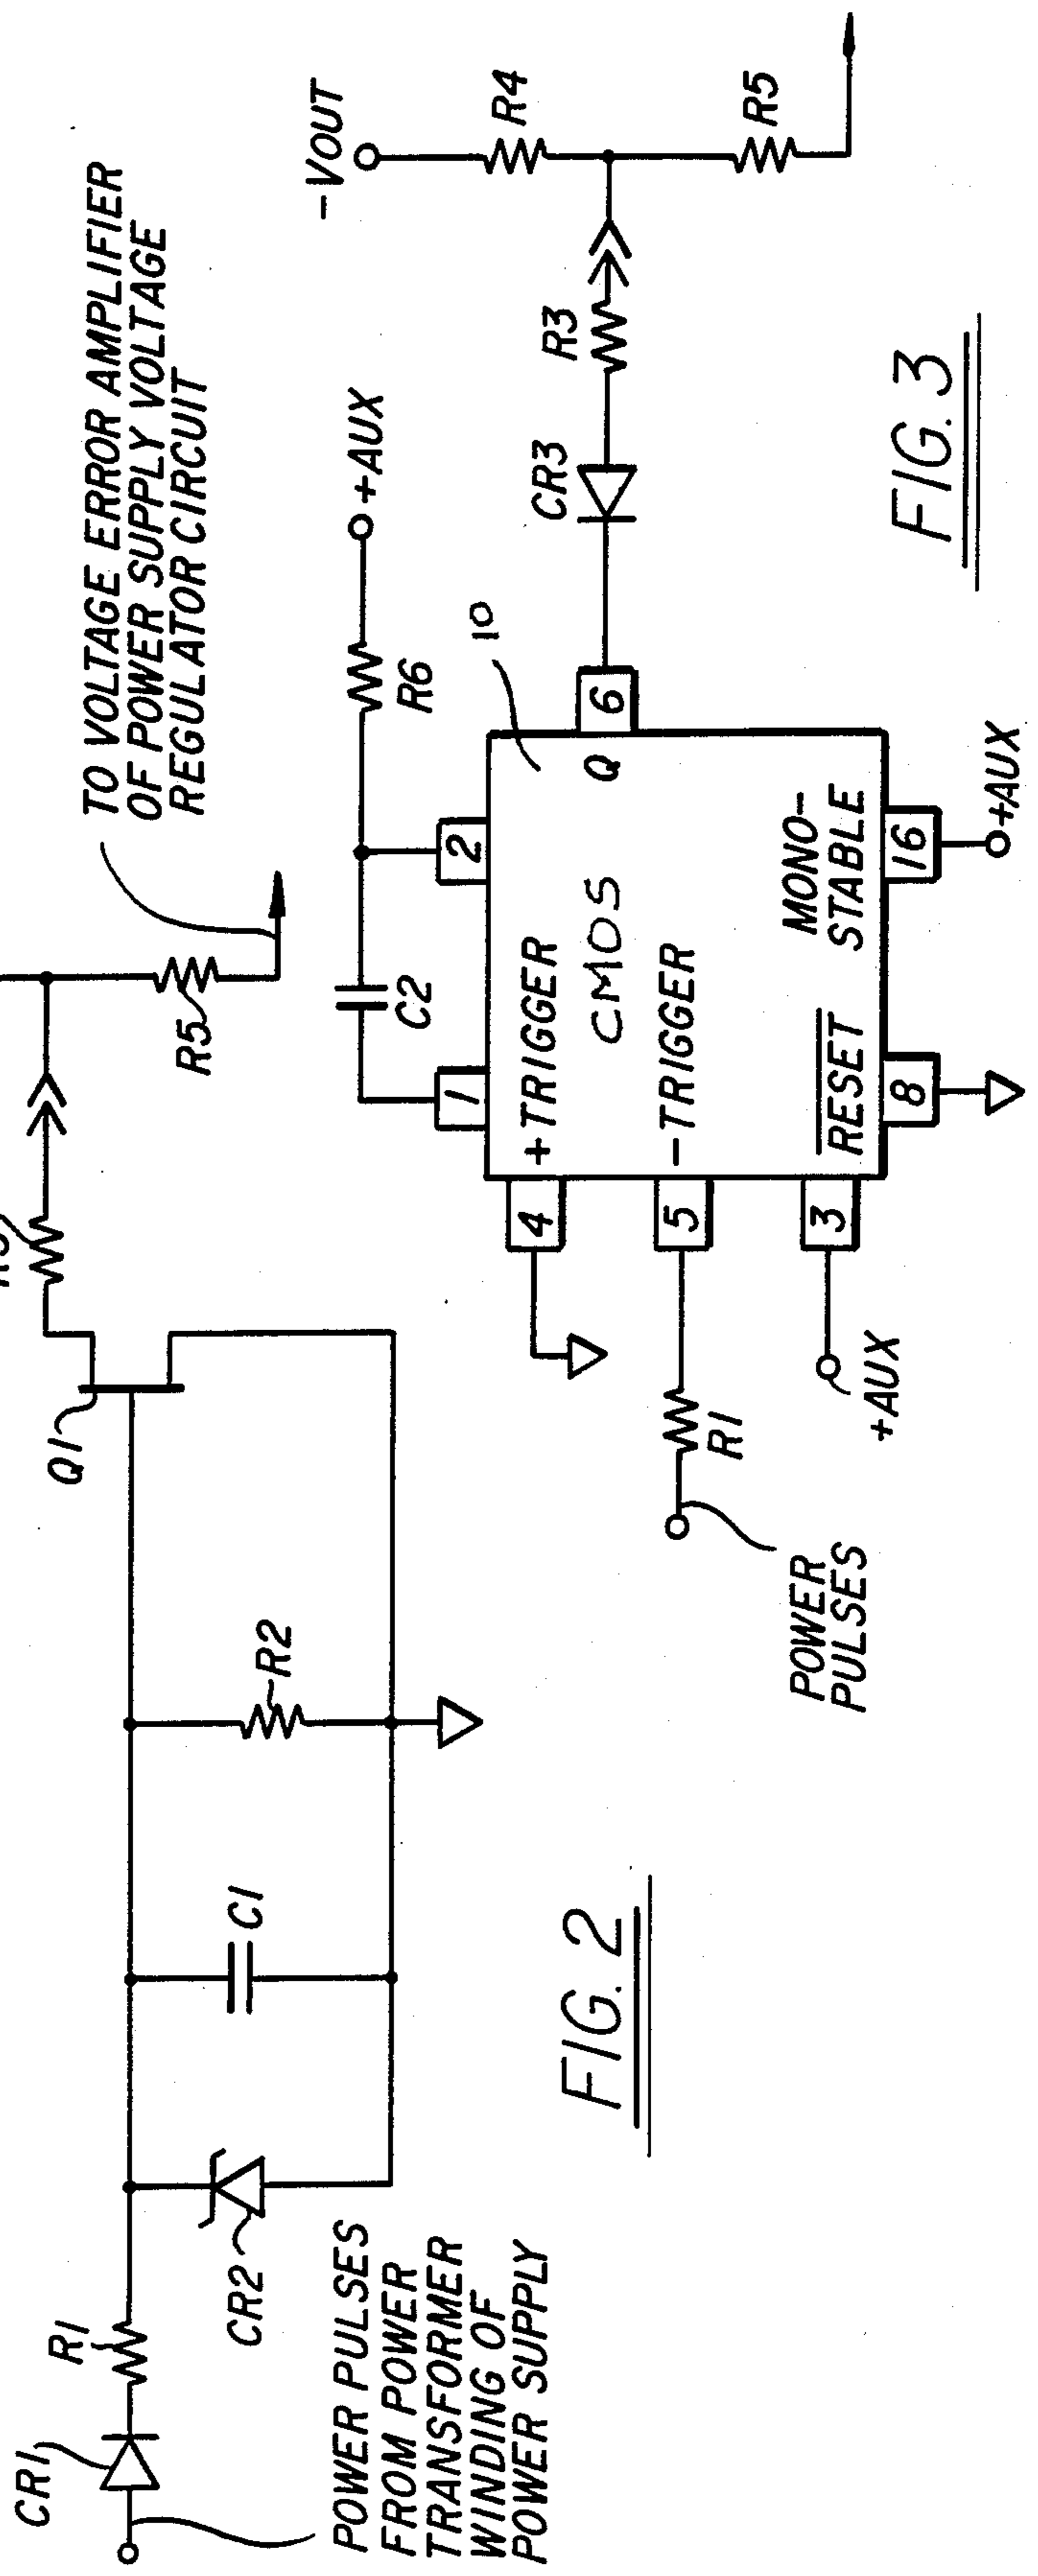 CR1
R1
POWER PULSES
FROM POWER
TRANSFORMER
WINDING OF
POWER SUPPLY
CR2
C1
R2
Q1
R5
TO VOLTAGE ERROR AMPLIFIER
OF POWER SUPPLY VOLTAGE
REGULATOR CIRCUIT
FIG. 2
POWER
PULSES
R1
+AUX
4
5
3
1
2
6
8
16
+TRIGGER
CMOS
-TRIGGER
RESET
MONO-
STABLE
Q
10
C2
R6
+AUX
+AUX
CR3
R3
-VOUT
R4
R5
FIG. 3